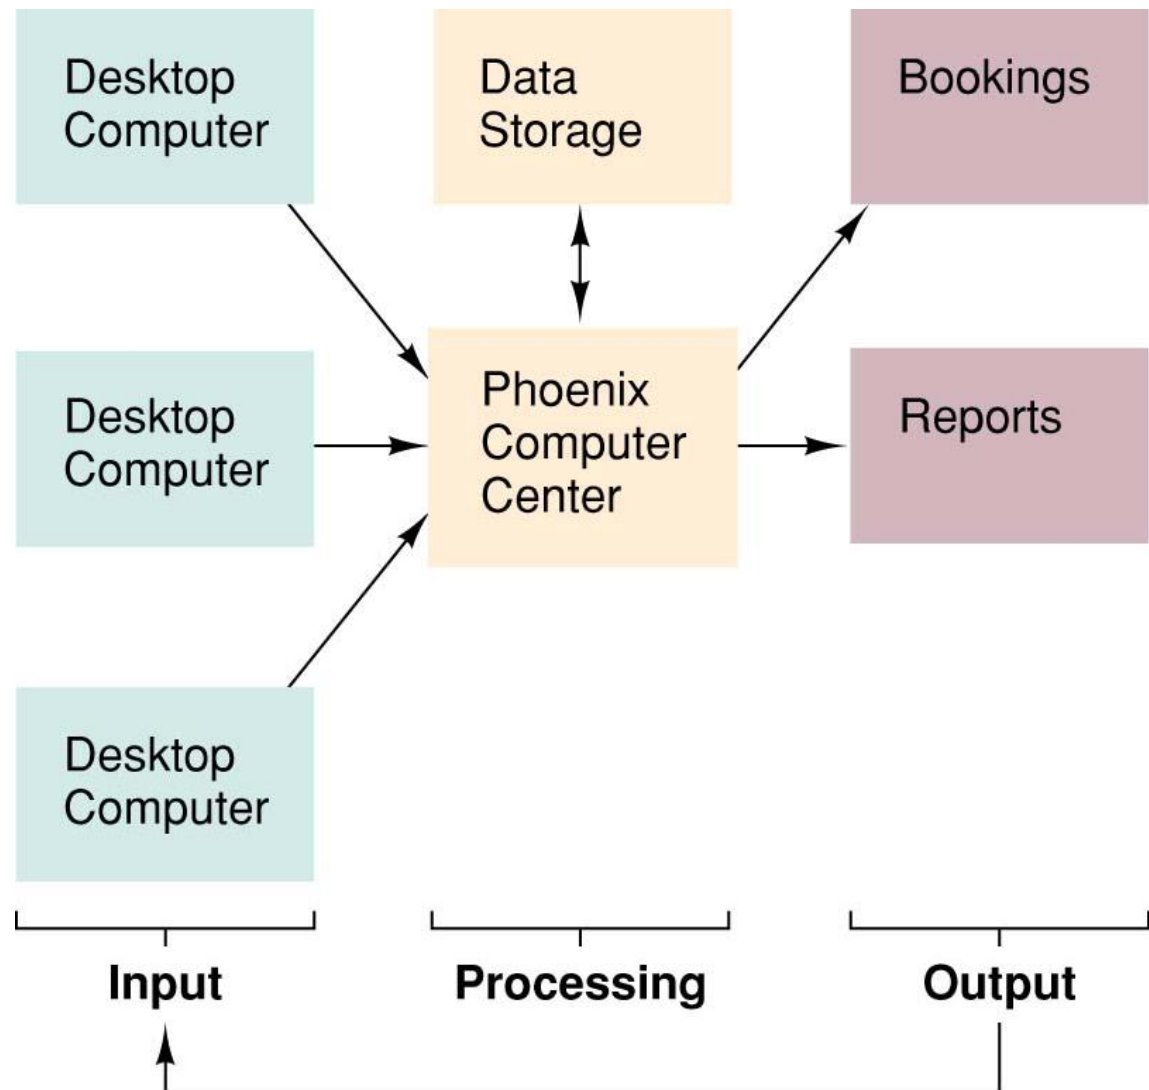 Desktop
Computer
Data
Storage
Bookings
Desktop
Computer
Phoenix
Computer
Center
Reports
Desktop
Computer
Input
Processing
Output